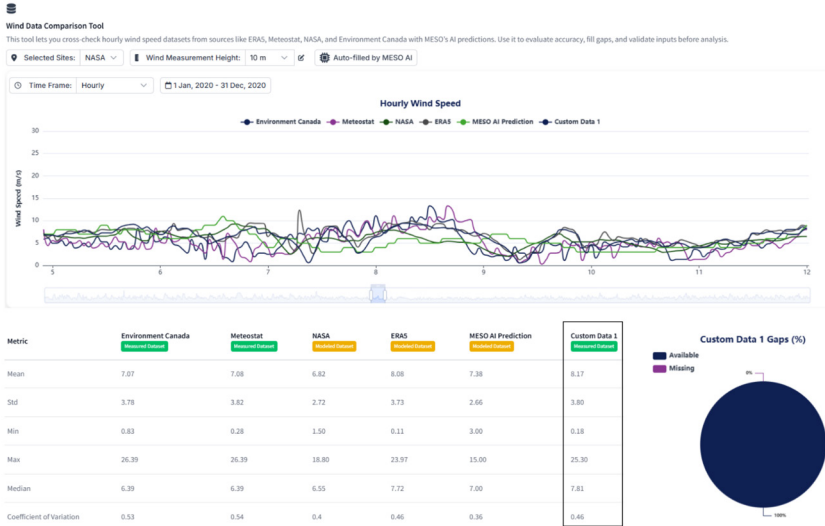 Wind Data Comparison Tool
This tool lets you cross-check hourly wind speed datasets from sources like ERA5, Meteostat, NASA, and Environment Canada with MESO's AI predictions. Use it to evaluate accuracy, fill gaps, and validate inputs before analysis.
Selected Sites: NASA Wind Measurement Height: 10 m Auto-filled by MESO AI
Time Frame: Hourly 1 Jan, 2020 - 31 Dec, 2020
Hourly Wind Speed
Environment Canada Meteostat NASA ERA5 MESO AI Prediction Custom Data 1
30
25
20
15
10
5
0
Wind Speed (m/s)
5 6 7 8 9 10 11 12
Metric Environment Canada Meteostat NASA ERA5 MESO AI Prediction Custom Data 1
Measured Dataset Measured Dataset Modeled Dataset Modeled Dataset Modeled Dataset Measured Dataset
Mean 7.07 7.08 6.82 8.08 7.38 8.17
Std 3.78 3.82 2.72 3.73 2.66 3.80
Min 0.83 0.28 1.50 0.11 3.00 0.18
Max 26.39 26.39 18.80 23.97 15.00 25.30
Median 6.39 6.39 6.55 7.72 7.00 7.81
Coefficient of Variation 0.53 0.54 0.4 0.46 0.36 0.46
Custom Data 1 Gaps (%)
Available
Missing
0%
100%